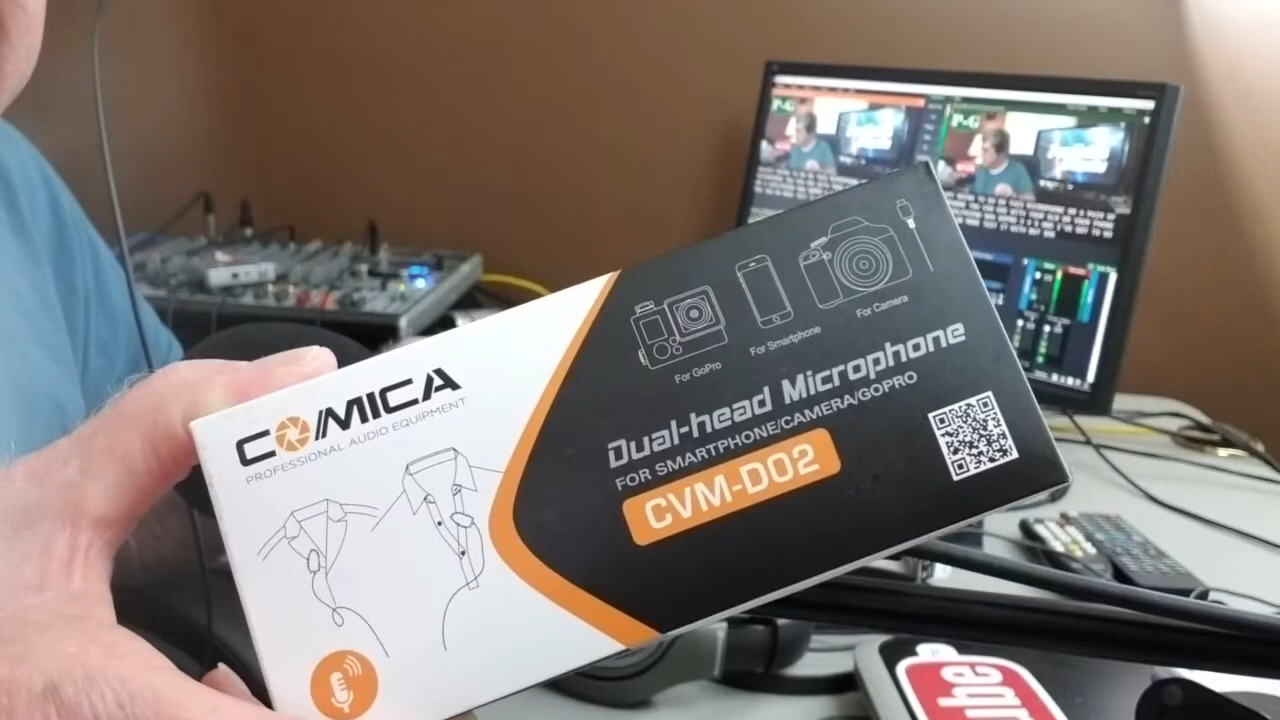 COMICA
PROFESSIONAL AUDIO EQUIPMENT
For GoPro
For Smartphone
For Camera
Dual-head Microphone
FOR SMARTPHONE/CAMERA/GOPRO
CVM-D02
P-G
P-G
ube